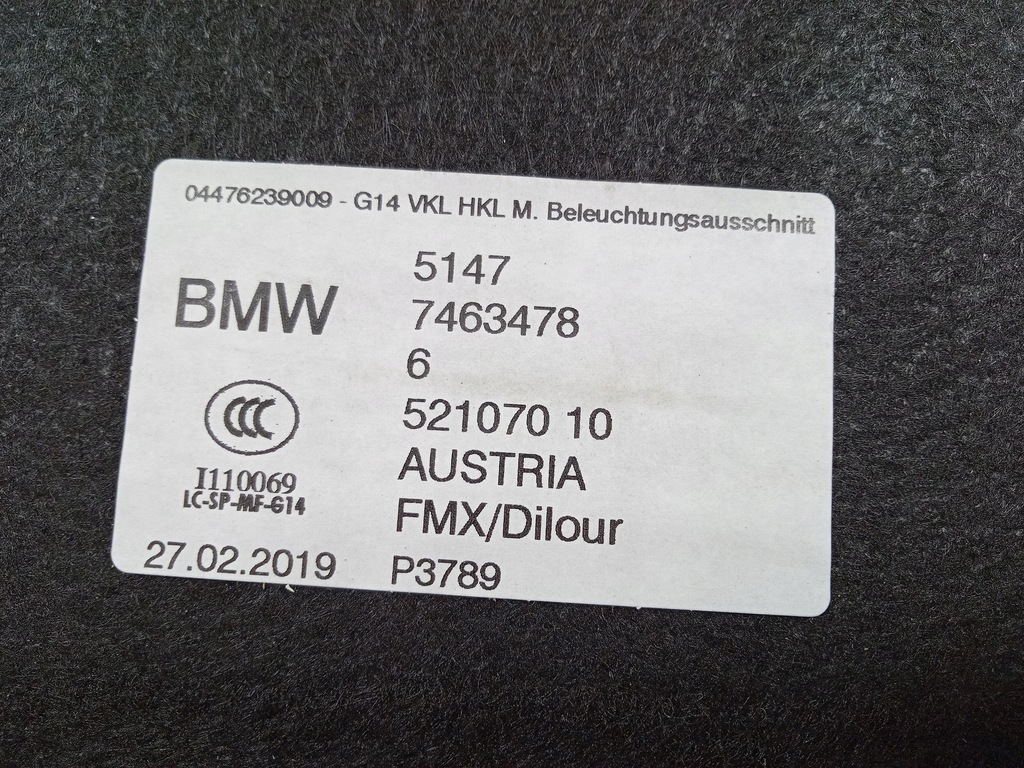 04476239009 - G14 VKL HKL M. Beleuchtungsausschnitt
BMW
5147
7463478
6
521070 10
AUSTRIA
FMX/Dilour
CCC
I110069
LC-SP-MF-G14
27.02.2019
P3789